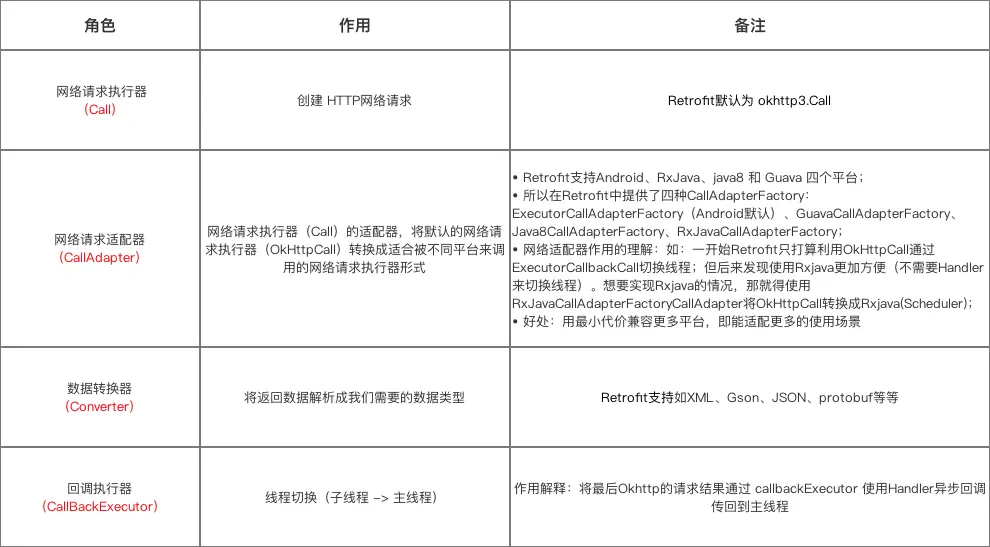 角色
作用
备注
网络请求执行器
（Call）
创建 HTTP网络请求
Retrofit默认为 okhttp3.Call
网络请求适配器
（CallAdapter）
网络请求执行器（Call）的适配器，将默认的网络请
求执行器（OkHttpCall）转换成适合被不同平台来调
用的网络请求执行器形式
• Retrofit支持Android、RxJava、java8 和 Guava 四个平台；
• 所以在Retrofit中提供了四种CallAdapterFactory：
ExecutorCallAdapterFactory（Android默认）、GuavaCallAdapterFactory、
Java8CallAdapterFactory、RxJavaCallAdapterFactory；
• 网络适配器作用的理解：如：一开始Retrofit只打算利用OkHttpCall通过
ExecutorCallbackCall切换线程；但后来发现使用Rxjava更加方便（不需要Handler
来切换线程）。想要实现Rxjava的情况，那就得使用
RxJavaCallAdapterFactoryCallAdapter将OkHttpCall转换成Rxjava(Scheduler)；
• 好处：用最小代价兼容更多平台，即能适配更多的使用场景
数据转换器
（Converter）
将返回数据解析成我们需要的数据类型
Retrofit支持如XML、Gson、JSON、protobuf等等
回调执行器
（CallBackExecutor）
线程切换（子线程 -> 主线程）
作用解释：将最后Okhttp的请求结果通过 callbackExecutor 使用Handler异步回调
传回到主线程